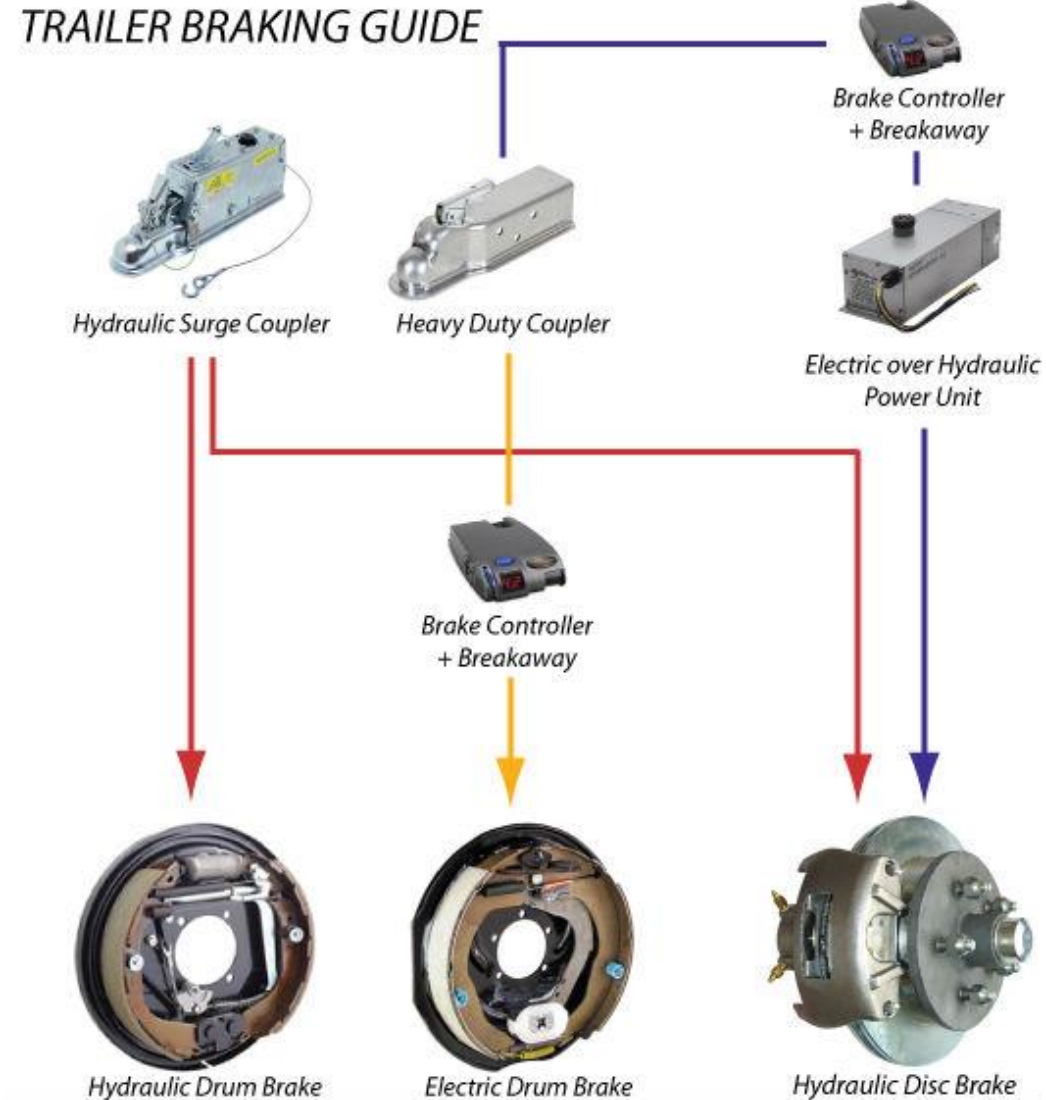 TRAILER BRAKING GUIDE
Brake Controller
+ Breakaway
Hydraulic Surge Coupler
Heavy Duty Coupler
Electric over Hydraulic
Power Unit
Brake Controller
+ Breakaway
Hydraulic Drum Brake
Electric Drum Brake
Hydraulic Disc Brake